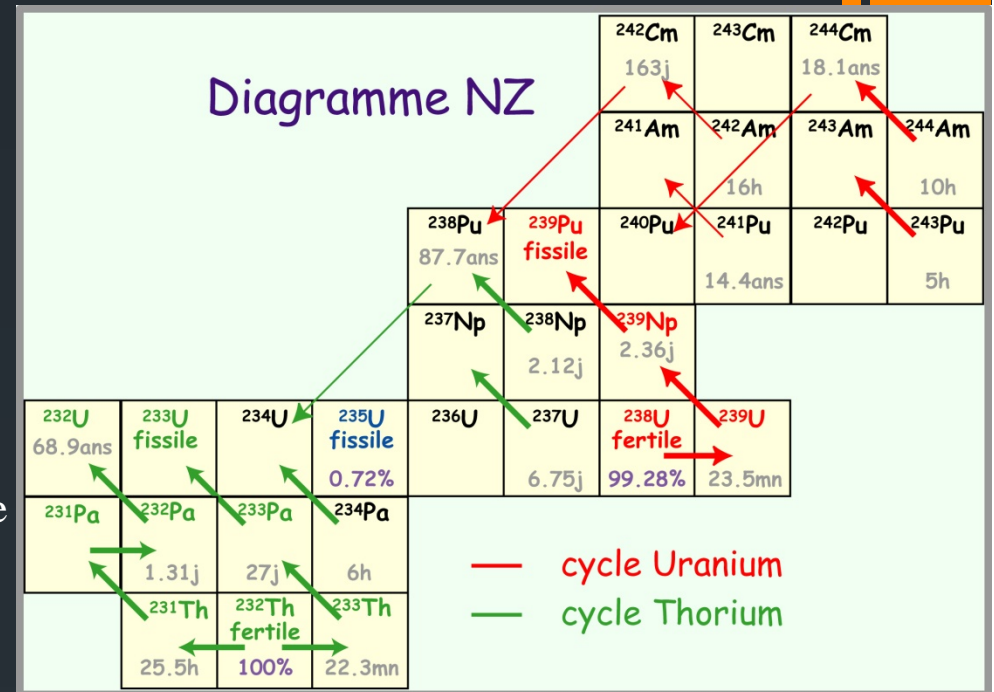 Diagramme NZ
²⁴²Cm ²⁴³Cm ²⁴⁴Cm
163j 18.1ans
²⁴¹Am ²⁴²Am ²⁴³Am ²⁴⁴Am
16h 10h
²³⁸Pu ²³⁹Pu ²⁴⁰Pu ²⁴¹Pu ²⁴²Pu ²⁴³Pu
87.7ans fissile 14.4ans 5h
²³⁷Np ²³⁸Np ²³⁹Np
2.12j 2.36j
²³²U ²³³U ²³⁴U ²³⁵U ²³⁶U ²³⁷U ²³⁸U ²³⁹U
68.9ans fissile fissile fertile
0.72% 6.75j 99.28% 23.5mn
e
²³¹Pa ²³²Pa ²³³Pa ²³⁴Pa
1.31j 27j 6h
²³¹Th ²³²Th ²³³Th
fertile
25.5h 100% 22.3mn
cycle Uranium
cycle Thorium